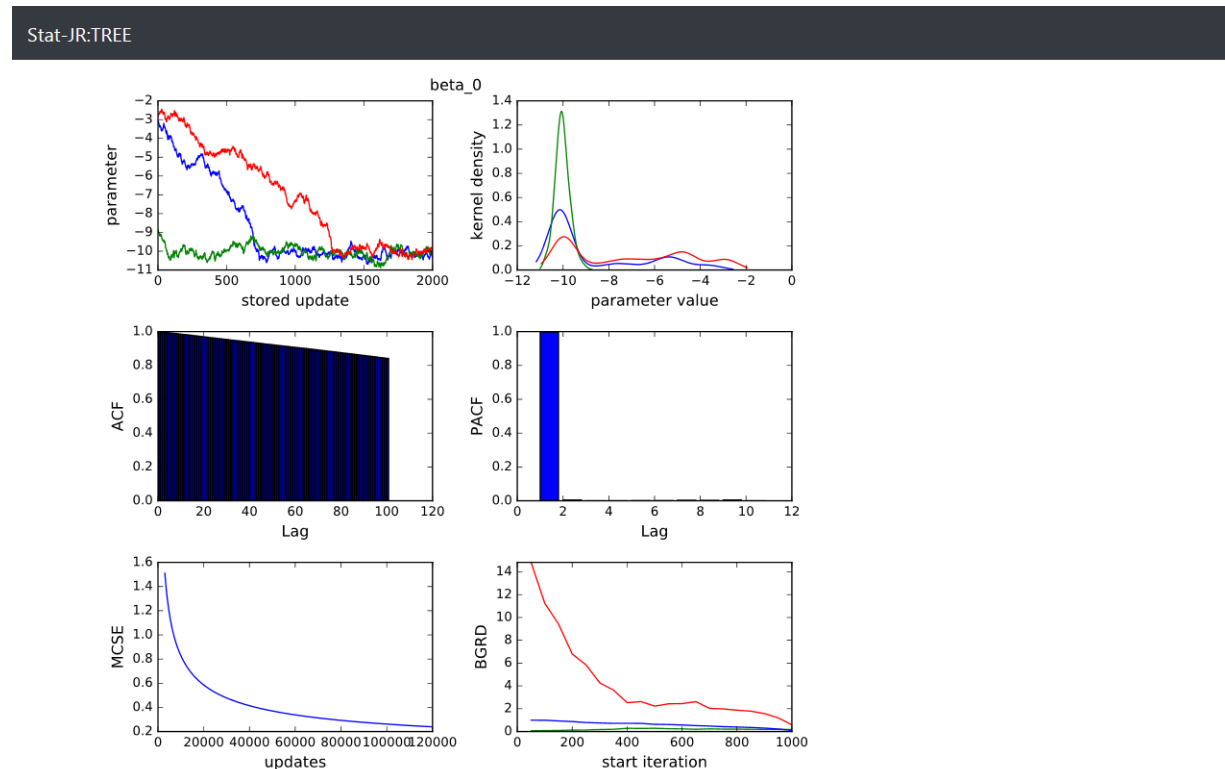 Stat-JR:TREE
beta_0
−2
−3
−4
−5
−6
−7
−8
−9
−10
−11
parameter
0 500 1000 1500 2000
stored update
1.4
1.2
1.0
0.8
0.6
0.4
0.2
0.0
kernel density
−12 −10 −8 −6 −4 −2 0
parameter value
1.0
0.8
0.6
0.4
0.2
0.0
ACF
0 20 40 60 80 100 120
Lag
1.0
0.8
0.6
0.4
0.2
0.0
PACF
0 2 4 6 8 10 12
Lag
1.6
1.4
1.2
1.0
0.8
0.6
0.4
0.2
MCSE
0 20000 40000 60000 80000 100000 120000
updates
14
12
10
8
6
4
2
0
BGRD
0 200 400 600 800 1000
start iteration